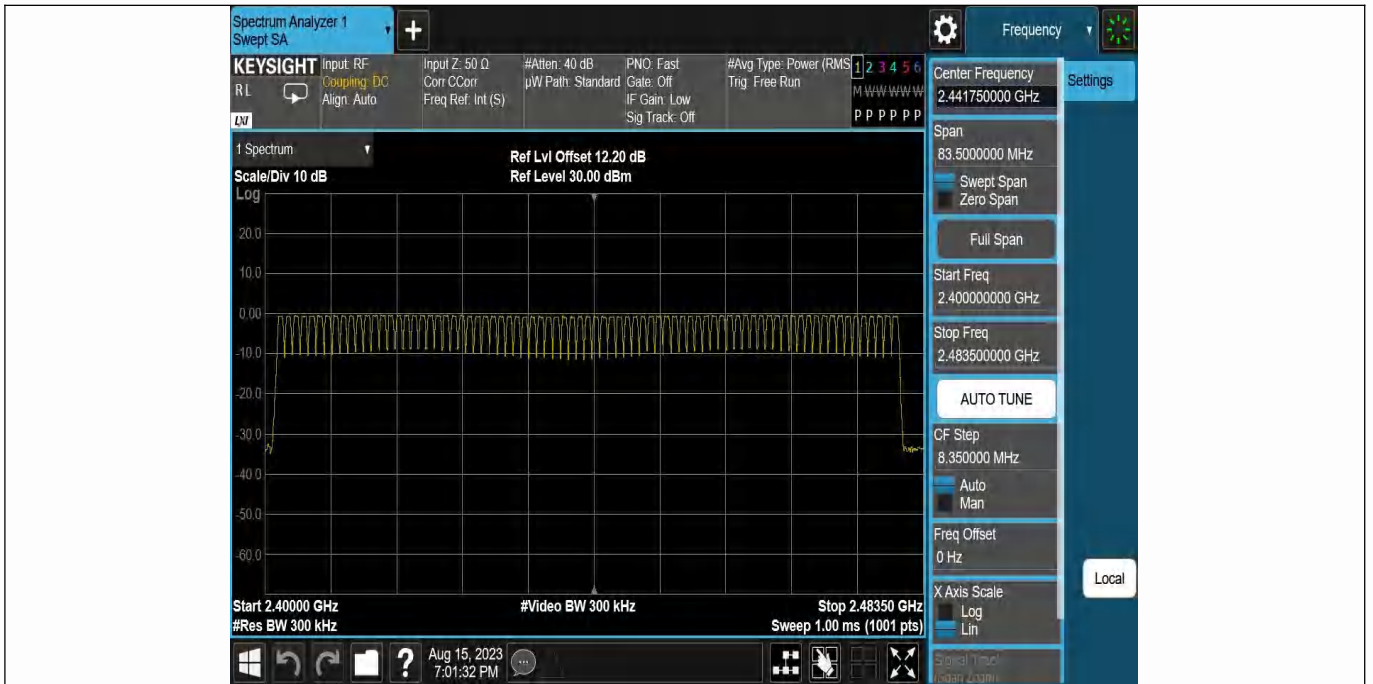 Spectrum Analyzer 1
Swept SA
Frequency
KEYSIGHT
RL
LXI
Input: RF
Coupling: DC
Align: Auto
Input Z: 50 Ω
Corr CCorr
Freq Ref: Int (S)
#Atten: 40 dB
µW Path: Standard
PNO: Fast
Gate: Off
IF Gain: Low
Sig Track: Off
#Avg Type: Power (RMS
Trig: Free Run
1 2 3 4 5 6
M W W W W W
P P P P P P
1 Spectrum
Scale/Div 10 dB
Log
Ref Lvl Offset 12.20 dB
Ref Level 30.00 dBm
20.0
10.0
0.00
-10.0
-20.0
-30.0
-40.0
-50.0
-60.0
Start 2.40000 GHz
#Res BW 300 kHz
#Video BW 300 kHz
Stop 2.48350 GHz
Sweep 1.00 ms (1001 pts)
Center Frequency
2.441750000 GHz
Settings
Span
83.5000000 MHz
Swept Span
Zero Span
Full Span
Start Freq
2.400000000 GHz
Stop Freq
2.483500000 GHz
AUTO TUNE
CF Step
8.350000 MHz
Auto
Man
Freq Offset
0 Hz
X Axis Scale
Log
Lin
Signal Track
(Span Zoom)
Local
?
Aug 15, 2023
7:01:32 PM